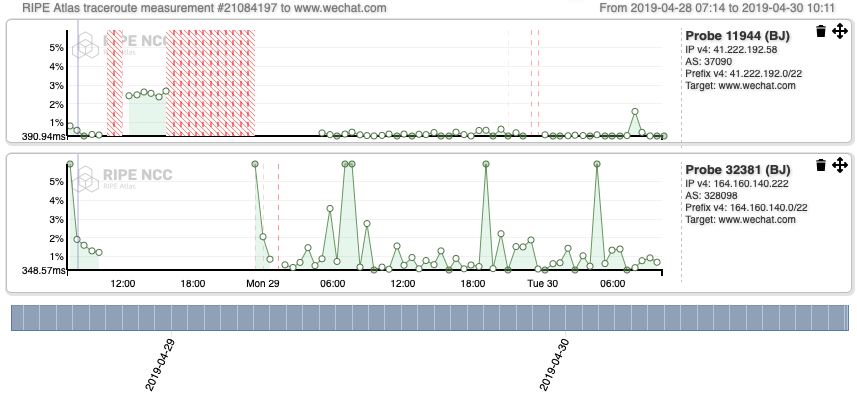 RIPE Atlas traceroute measurement #21084197 to www.wechat.com
From 2019-04-28 07:14 to 2019-04-30 10:11
RIPE NCC
RIPE Atlas
5%
4%
3%
2%
1%
390.94ms
Probe 11944 (BJ)
IP v4: 41.222.192.58
AS: 37090
Prefix v4: 41.222.192.0/22
Target: www.wechat.com
RIPE NCC
RIPE Atlas
5%
4%
3%
2%
1%
348.57ms
12:00
18:00
Mon 29
06:00
12:00
18:00
Tue 30
06:00
Probe 32381 (BJ)
IP v4: 164.160.140.222
AS: 328098
Prefix v4: 164.160.140.0/22
Target: www.wechat.com
2019-04-29
2019-04-30